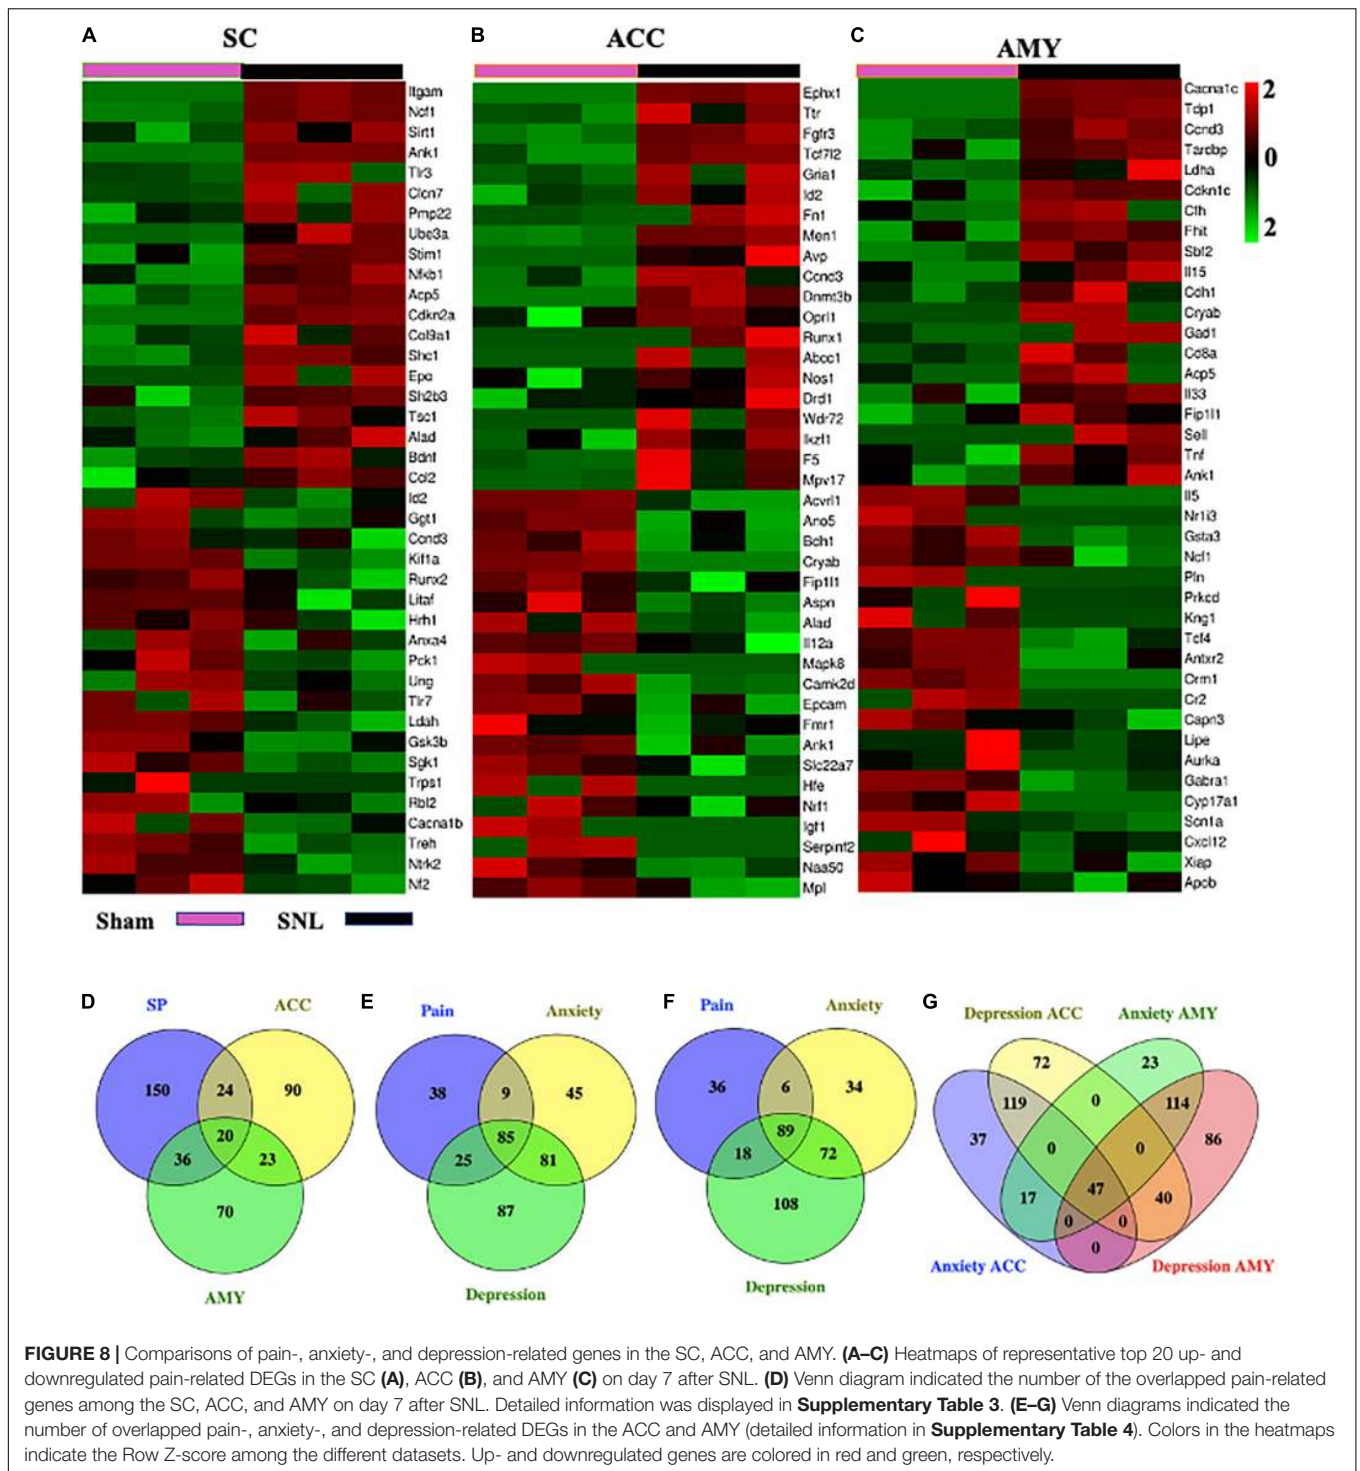 A
SC
B
ACC
C
AMY
Itgam
Ncf1
Sirt1
Ank1
Tlr3
Clcn7
Pmp22
Ube3a
Stim1
Nfkb1
Acp5
Cdkn2a
Col9a1
Shc1
Epo
Sh2b3
Tsc1
Alad
Bdnf
Ccl2
Id2
Ggt1
Ccnd3
Kif1a
Runx2
Litaf
Hrh1
Anxa4
Pck1
Ung
Tlr7
Ldah
Gsk3b
Sgk1
Trps1
Rbl2
Cacna1b
Treh
Ntrk2
Nf2
Ephx1
Ttr
Fgfr3
Tcf7l2
Gria1
Id2
Fn1
Men1
Avp
Ccnd3
Dnmt3b
Oprl1
Runx1
Abcc1
Nos1
Drd1
Wdr72
Ikzf1
F5
Mpv17
Acvrl1
Ano5
Bch1
Cryab
Fip1l1
Aspn
Alad
Il12a
Mapk8
Camk2d
Epcam
Fmr1
Ank1
Slc22a7
Hfe
Nrf1
Igf1
Serpinf2
Naa50
Mpl
Cacna1c
Tdp1
Ccnd3
Tardbp
Ldha
Cdkn1c
Cfh
Fhit
Sbf2
Il15
Cdh1
Cryab
Gad1
Cd8a
Acp5
Il33
Fip1l1
Sell
Tnf
Ank1
Il5
Nr1i3
Gsta3
Ncf1
Pln
Prkcd
Kng1
Tcf4
Antxr2
Orm1
Cr2
Capn3
Lipe
Aurka
Gabra1
Cyp17a1
Scn1a
Cxcl12
Xiap
Apob
2
0
2
Sham
SNL
D
SP
ACC
150
24
90
20
36
23
70
AMY
E
Pain
Anxiety
38
9
45
85
25
81
87
Depression
F
Pain
Anxiety
36
6
34
89
18
72
108
Depression
G
Depression ACC
Anxiety AMY
72
23
119
0
114
37
0
0
86
17
47
40
0
0
0
Anxiety ACC
Depression AMY
FIGURE 8 | Comparisons of pain-, anxiety-, and depression-related genes in the SC, ACC, and AMY. (A–C) Heatmaps of representative top 20 up- and
downregulated pain-related DEGs in the SC (A), ACC (B), and AMY (C) on day 7 after SNL. (D) Venn diagram indicated the number of the overlapped pain-related
genes among the SC, ACC, and AMY on day 7 after SNL. Detailed information was displayed in Supplementary Table 3. (E–G) Venn diagrams indicated the
number of overlapped pain-, anxiety-, and depression-related DEGs in the ACC and AMY (detailed information in Supplementary Table 4). Colors in the heatmaps
indicate the Row Z-score among the different datasets. Up- and downregulated genes are colored in red and green, respectively.